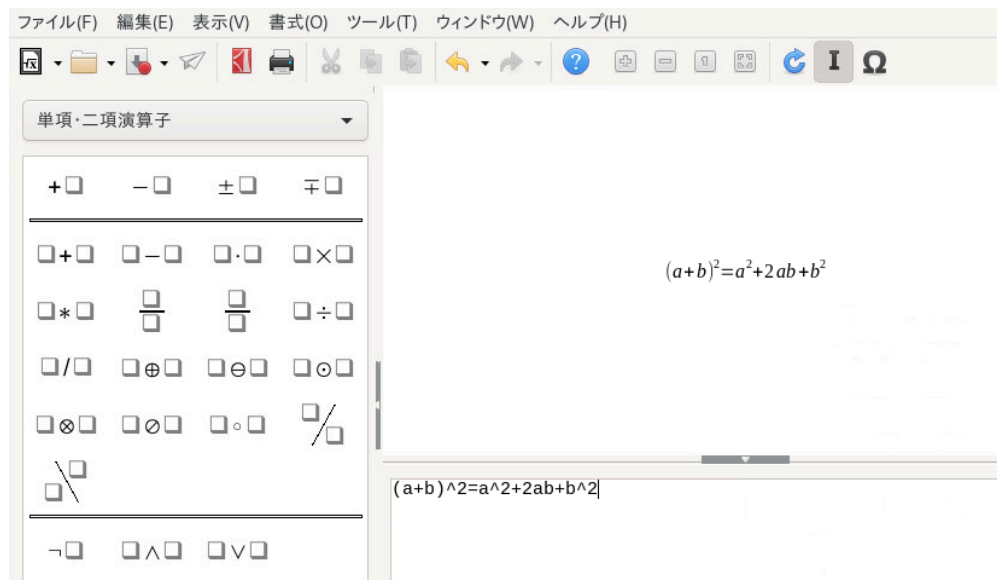 ファイル(F) 編集(E) 表示(V) 書式(O) ツール(T) ウィンドウ(W) ヘルプ(H)
単項･二項演算子
+□ −□ ±□ ∓□
□+□ □−□ □·□ □×□
□∗□ □/□ □/□ □÷□
□/□ □⊕□ □⊖□ □⊙□
□⊗□ □⊘□ □∘□ □/□
□\□
¬□ □∧□ □∨□
(a+b)²=a²+2ab+b²
(a+b)^2=a^2+2ab+b^2